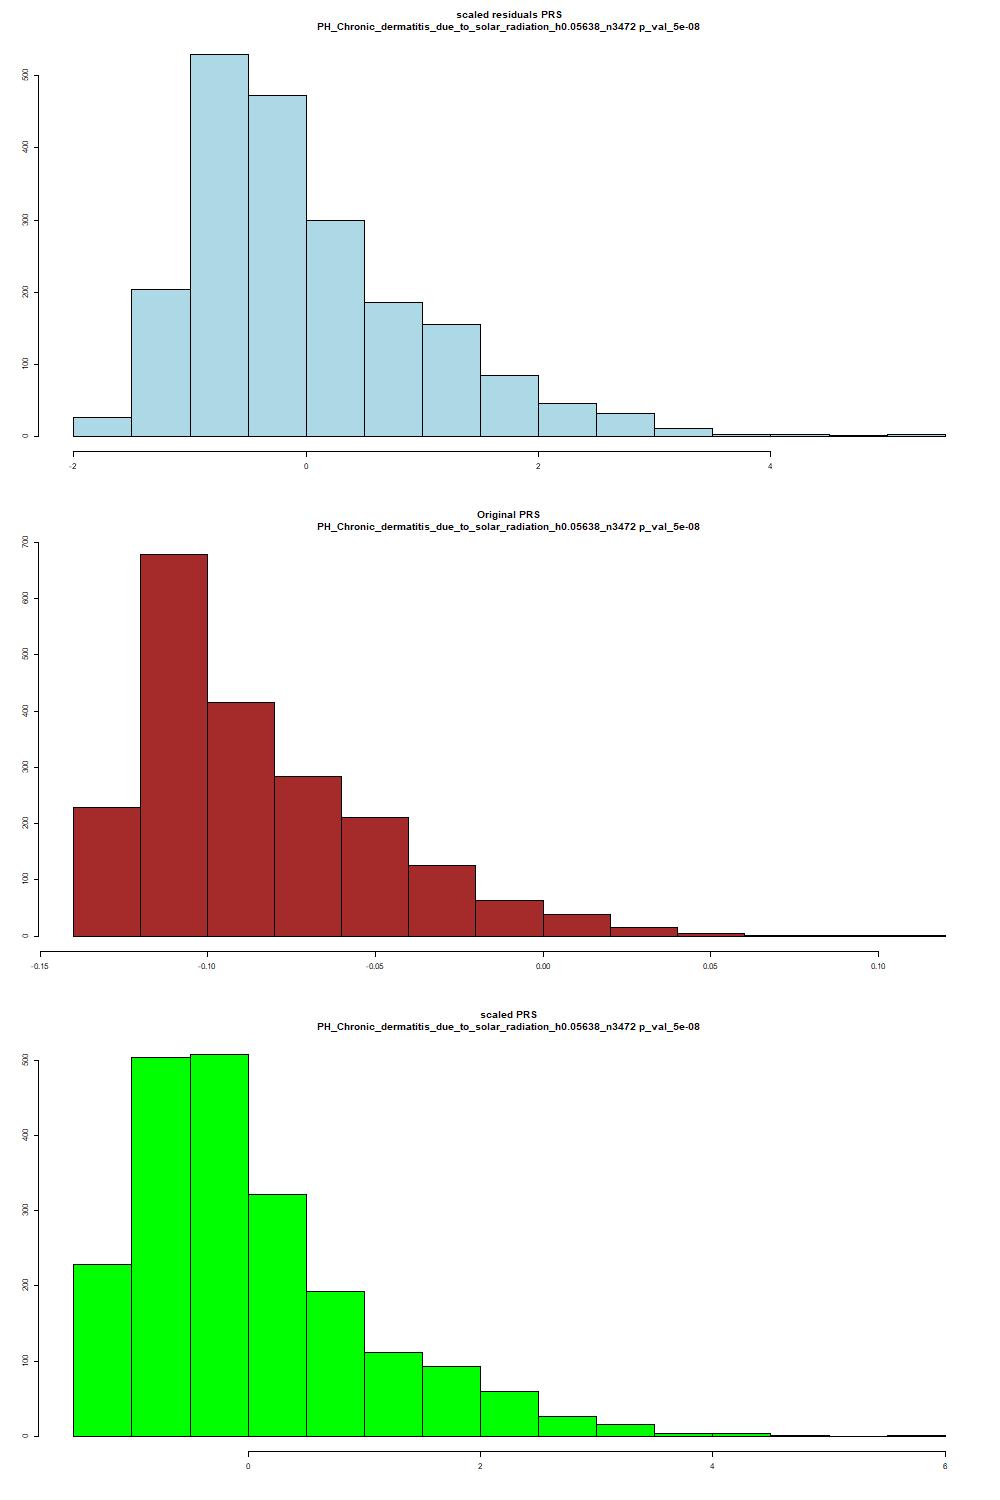 scaled residuals PRS
PH_Chronic_dermatitis_due_to_solar_radiation_h0.05638_n3472 p_val_5e-08
500
400
300
200
100
0
-2 0 2 4
Original PRS
PH_Chronic_dermatitis_due_to_solar_radiation_h0.05638_n3472 p_val_5e-08
700
600
500
400
300
200
100
0
-0.15 -0.10 -0.05 0.00 0.05 0.10
scaled PRS
PH_Chronic_dermatitis_due_to_solar_radiation_h0.05638_n3472 p_val_5e-08
500
400
300
200
100
0
0 2 4 6